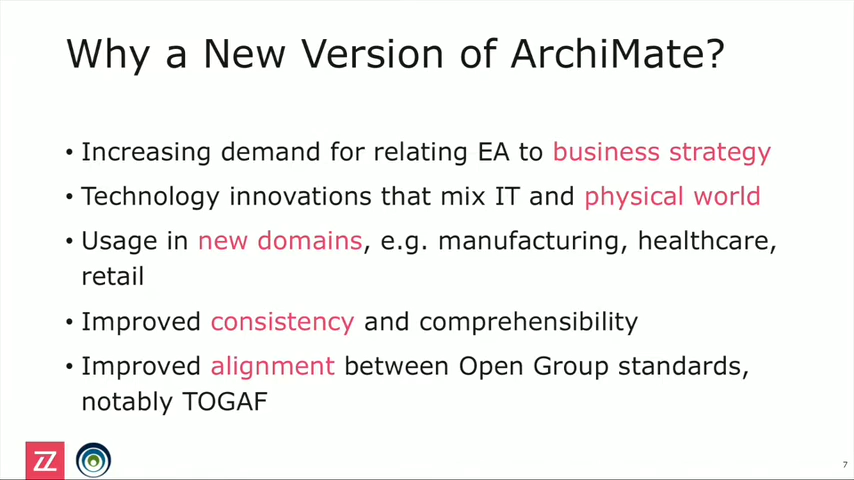 Why a New Version of ArchiMate?
• Increasing demand for relating EA to business strategy
• Technology innovations that mix IT and physical world
• Usage in new domains, e.g. manufacturing, healthcare,
retail
• Improved consistency and comprehensibility
• Improved alignment between Open Group standards,
notably TOGAF
ZZ
7